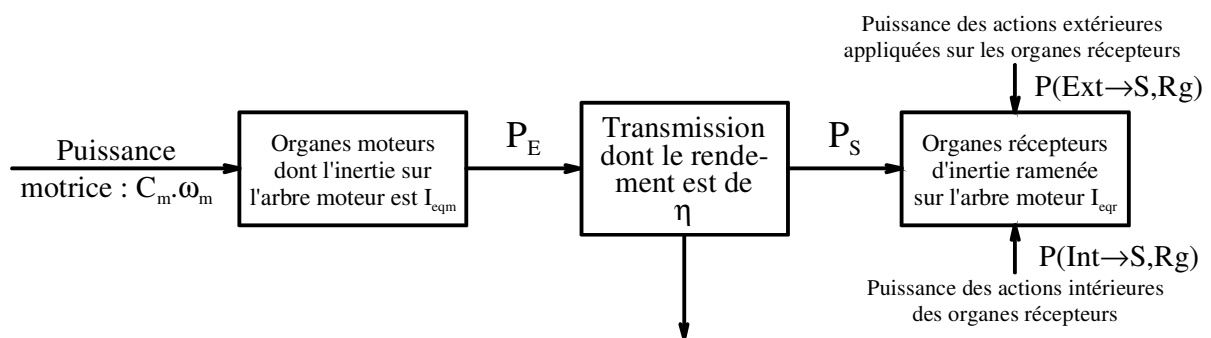 Puissance des actions extérieures
appliquées sur les organes récepteurs
P(Ext→S,Rg)
Puissance
motrice : Cm.ωm
Organes moteurs
dont l'inertie sur
l'arbre moteur est Ieqm
PE
Transmission
dont le rende-
ment est de
η
PS
Organes récepteurs
d'inertie ramenée
sur l'arbre moteur Ieqr
P(Int→S,Rg)
Puissance des actions intérieures
des organes récepteurs